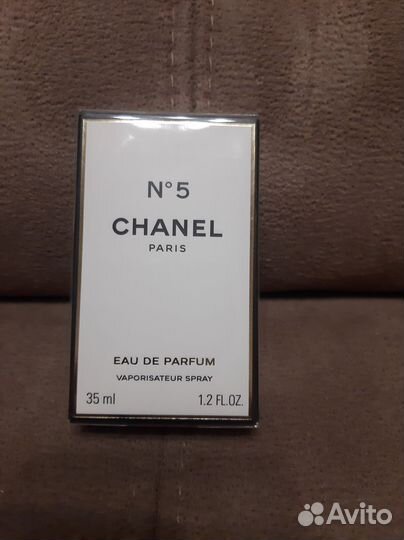 N°5
CHANEL
PARIS
EAU DE PARFUM
VAPORISATEUR SPRAY
35 ml 1.2 FL.OZ.
Avito